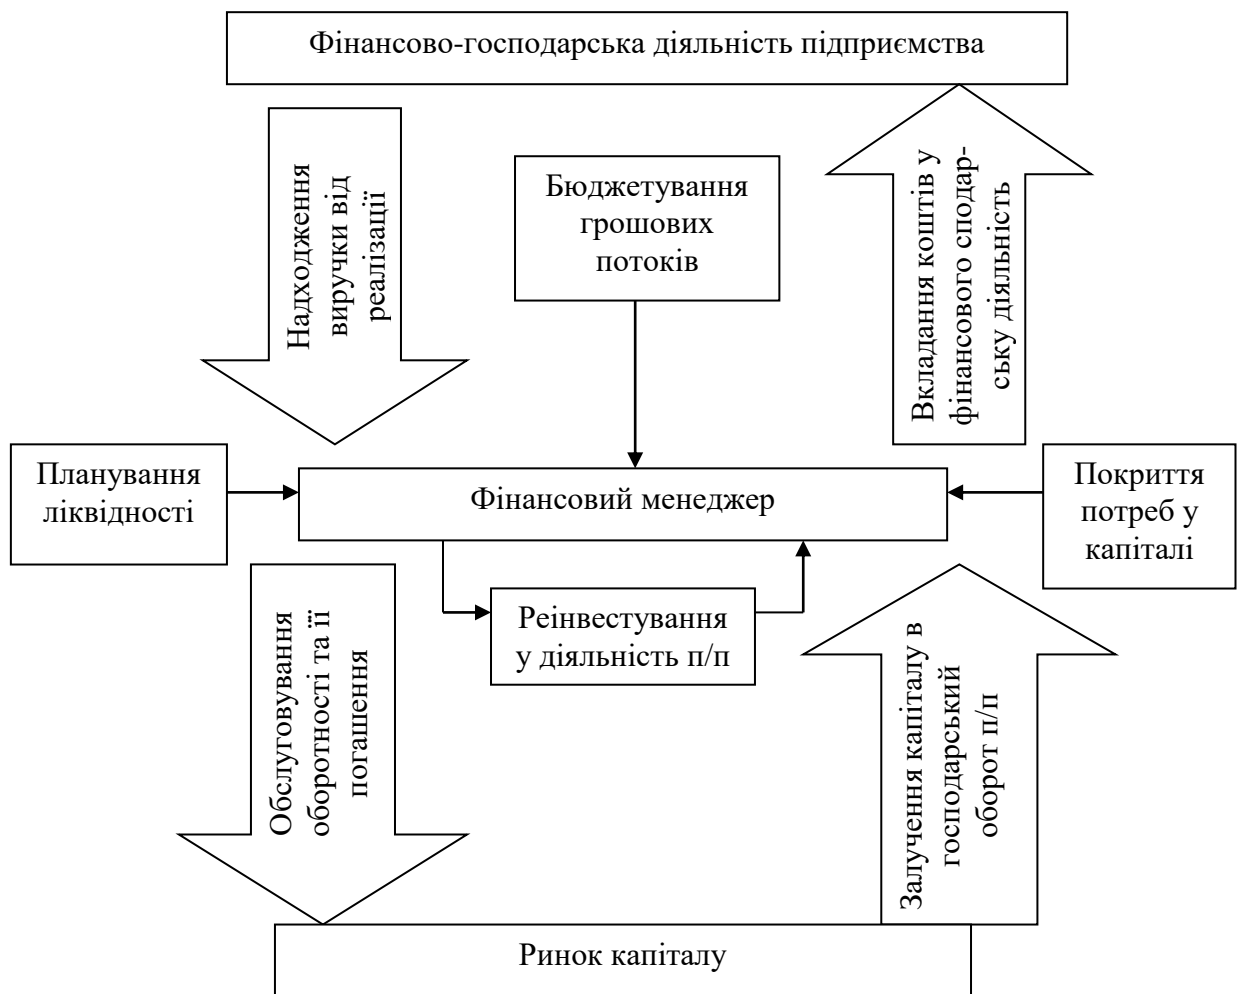 Фінансово-господарська діяльність підприємства
Надходження
виручки від
реалізації
Бюджетування
грошових
потоків
Вкладання коштів у
фінансового сподар-
ську діяльність
Планування
ліквідності
Фінансовий менеджер
Покриття
потреб у
капіталі
Обслуговування
оборотності та її
погашення
Реінвестування
у діяльність п/п
Залучення капіталу в
господарський
оборот п/п
Ринок капіталу